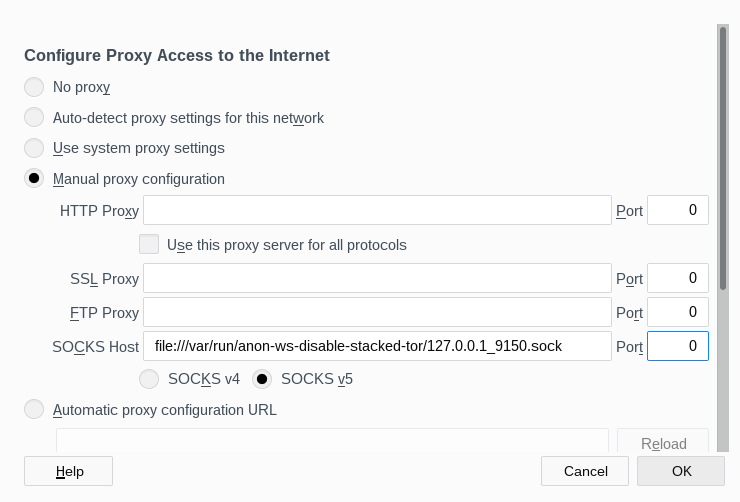 Configure Proxy Access to the Internet
No proxy
Auto-detect proxy settings for this network
Use system proxy settings
Manual proxy configuration
HTTP Proxy Port 0
Use this proxy server for all protocols
SSL Proxy Port 0
FTP Proxy Port 0
SOCKS Host file:///var/run/anon-ws-disable-stacked-tor/127.0.0.1_9150.sock Port 0
SOCKS v4 SOCKS v5
Automatic proxy configuration URL
Reload
Help Cancel OK